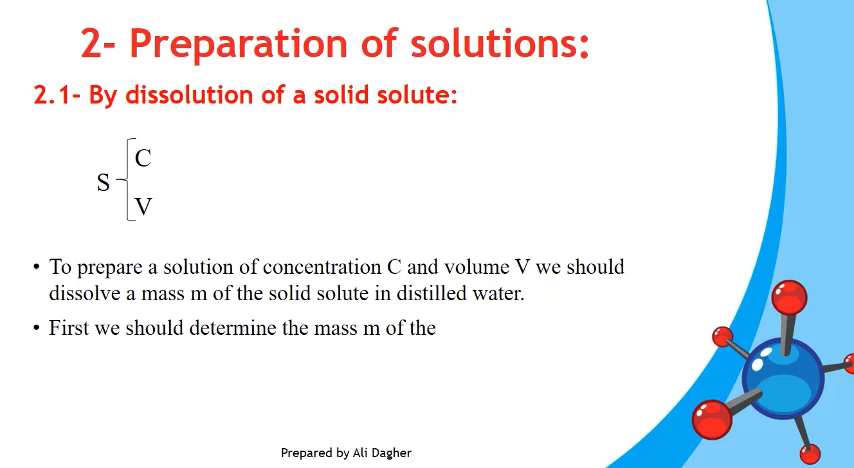 2- Preparation of solutions:
2.1- By dissolution of a solid solute:
C
S
V
• To prepare a solution of concentration C and volume V we should
dissolve a mass m of the solid solute in distilled water.
• First we should determine the mass m of the
Prepared by Ali Dagher